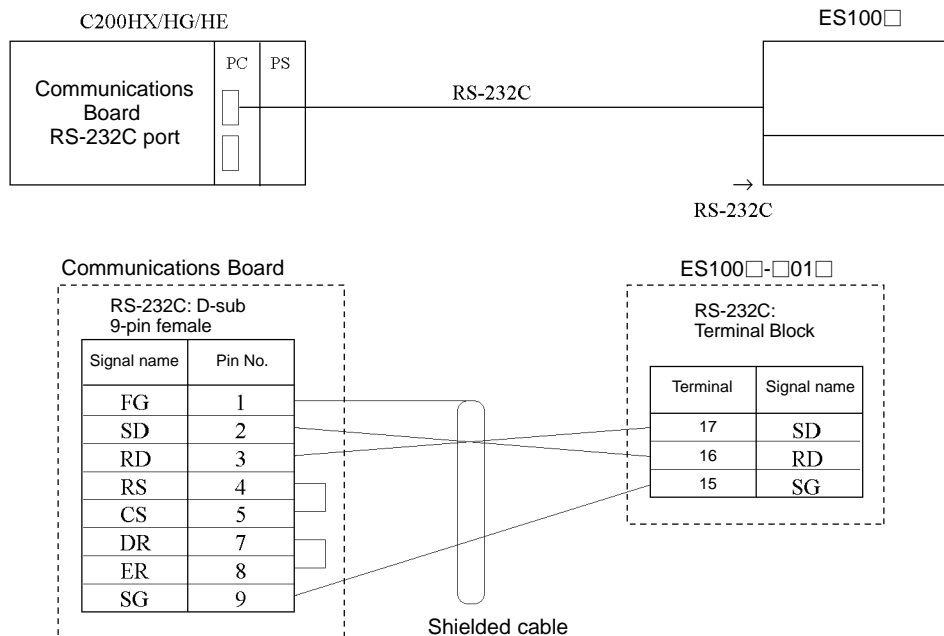 C200HX/HG/HE
ES100□
PC PS
Communications
Board
RS-232C port
RS-232C
→
RS-232C
Communications Board
RS-232C: D-sub
9-pin female
Signal name Pin No.
FG 1
SD 2
RD 3
RS 4
CS 5
DR 7
ER 8
SG 9
Shielded cable
ES100□-□01□
RS-232C:
Terminal Block
Terminal Signal name
17 SD
16 RD
15 SG